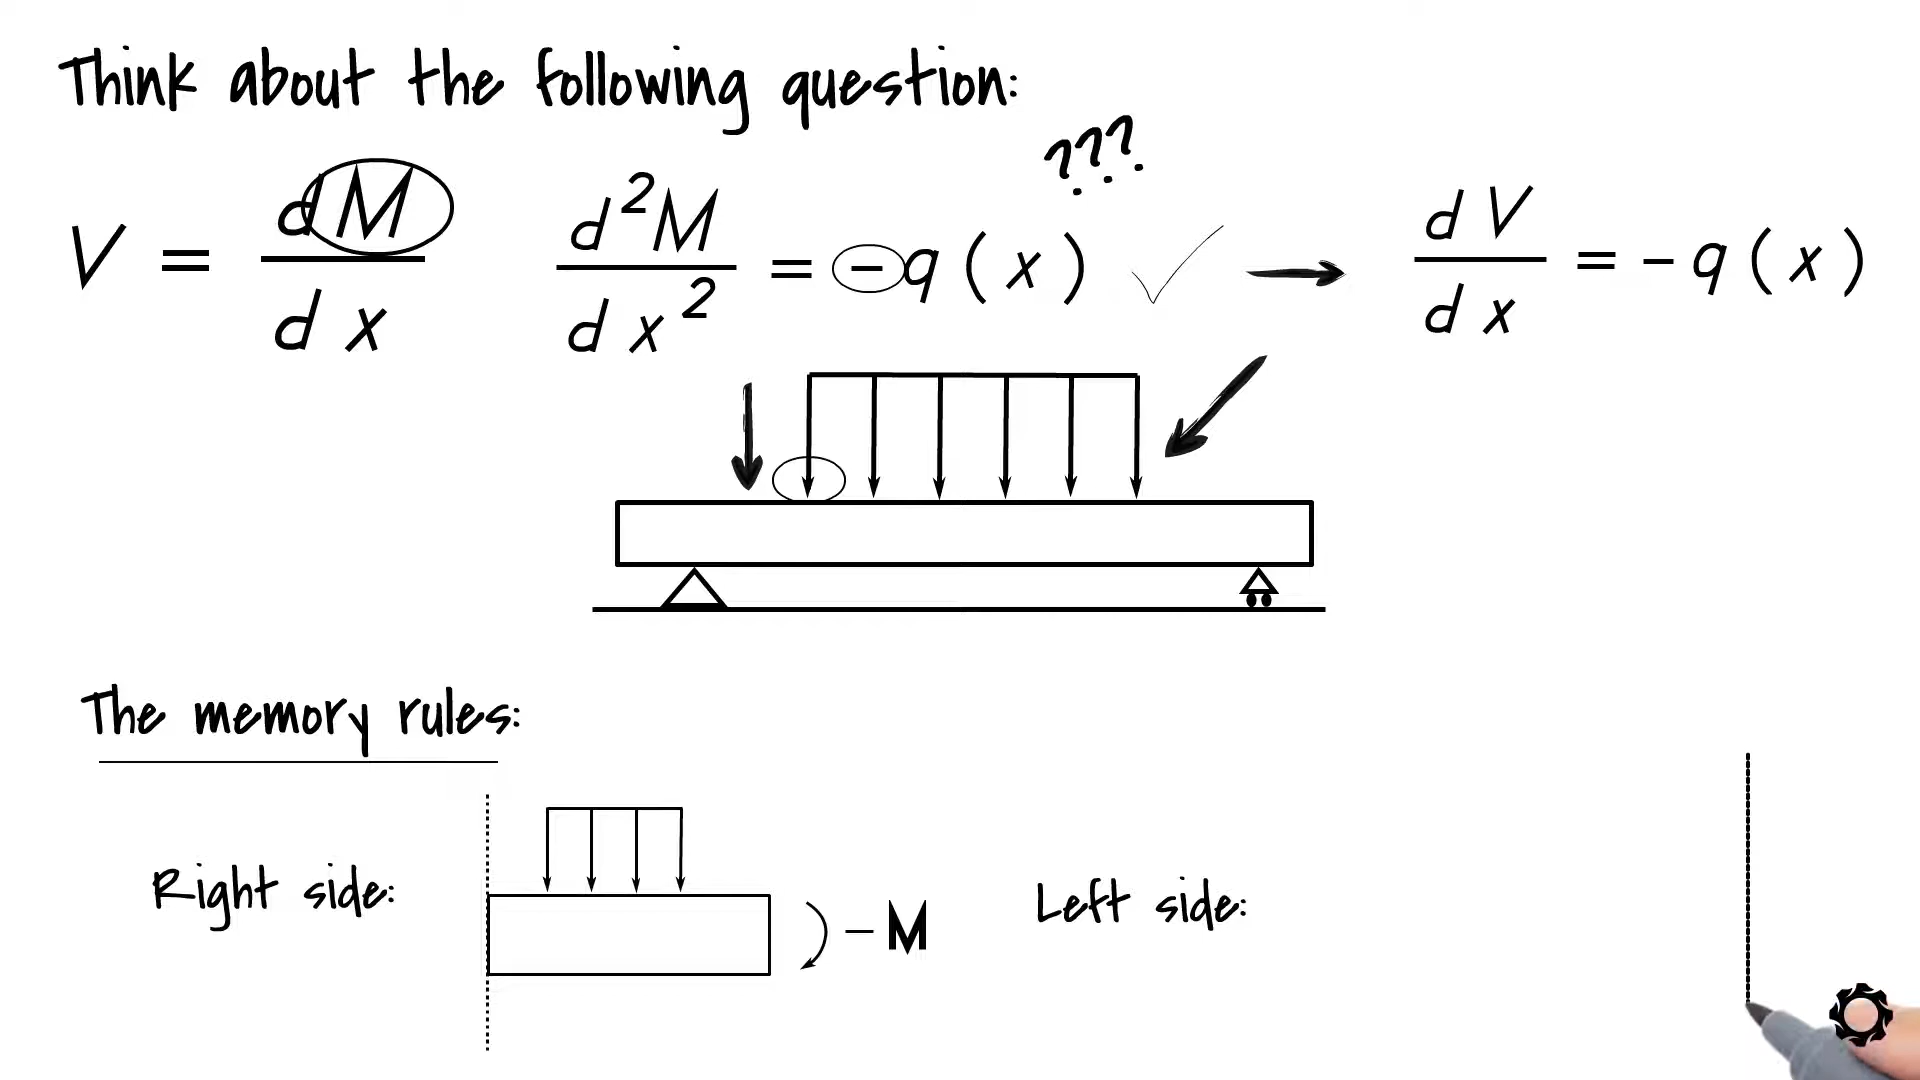 Think about the following question:
???
V = dM / dx
d²M / dx² = -q(x)
dV / dx = -q(x)
The memory rules:
Right side:
-M
Left side: